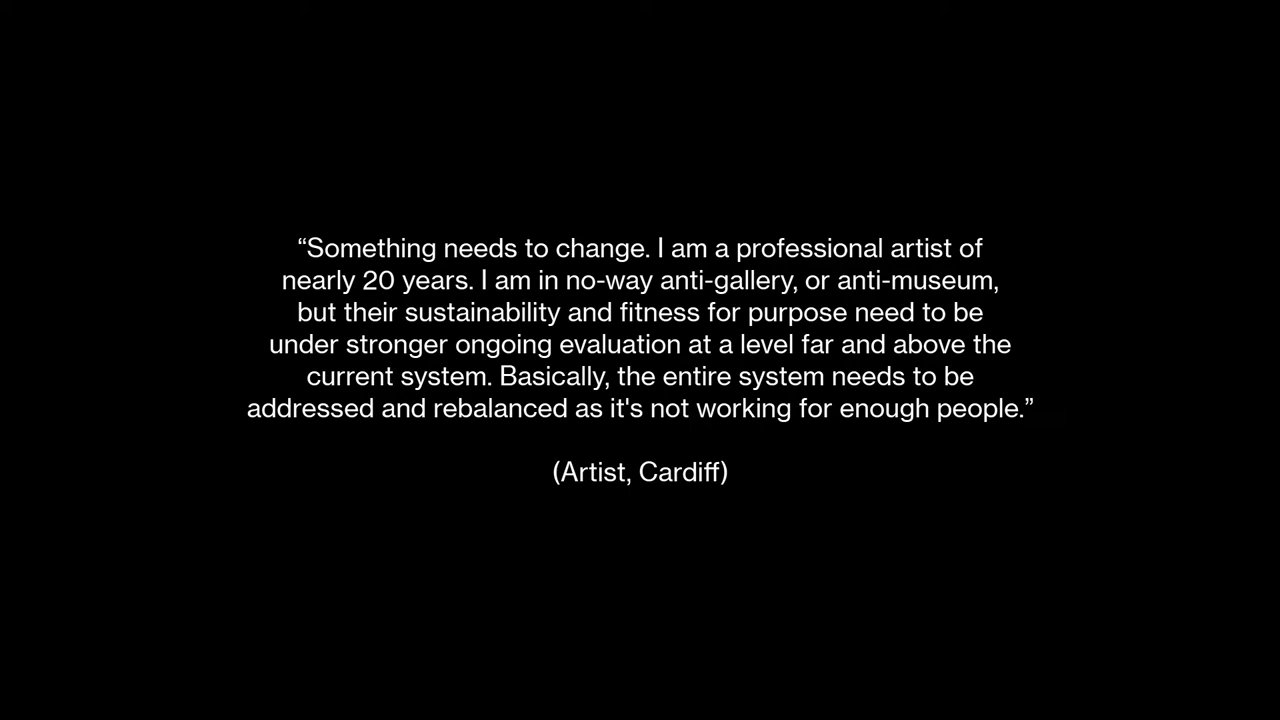 “Something needs to change. I am a professional artist of
nearly 20 years. I am in no-way anti-gallery, or anti-museum,
but their sustainability and fitness for purpose need to be
under stronger ongoing evaluation at a level far and above the
current system. Basically, the entire system needs to be
addressed and rebalanced as it's not working for enough people.”
(Artist, Cardiff)